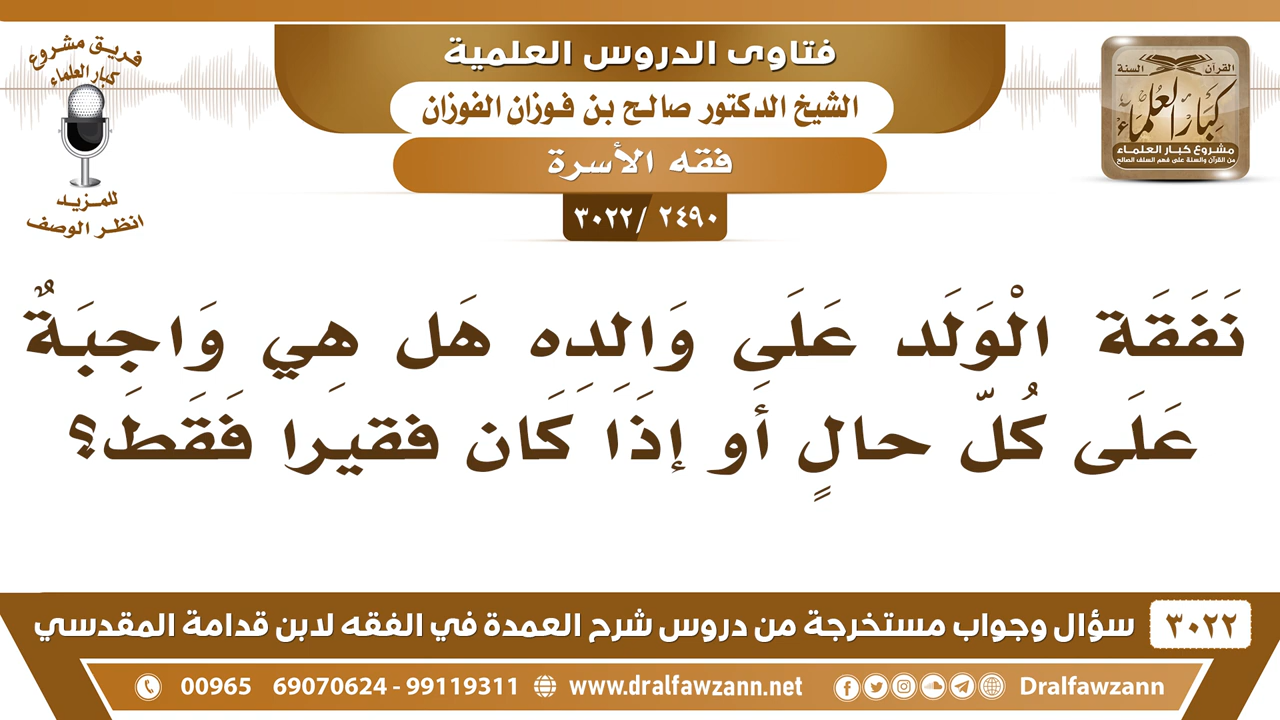 فتاوى الدروس العلمية
الشيخ الدكتور صالح بن فوزان الفوزان
فقه الأسرة
٢٤٩٠ / ٣٠٢٢
فريق مشروع
كبار العلماء
للمزيد
انظر الوصف
القرآن السنة
كبار العلماء
مشروع كبار العلماء
من القرآن والسنة على فهم السلف الصالح
نَفَقَة الْوَلَد عَلَى وَالدَه هَل هِي وَاجبَةٌ
عَلَى كُلّ حالٍ أَو إذَا كَان فقيرا فَقَطَ؟
٣٠٢٢ سؤال وجواب مستخرجة من دروس شرح العمدة في الفقه لابن قدامة المقدسي
00965 69070624 - 99119311 www.dralfawzann.net Dralfawzann